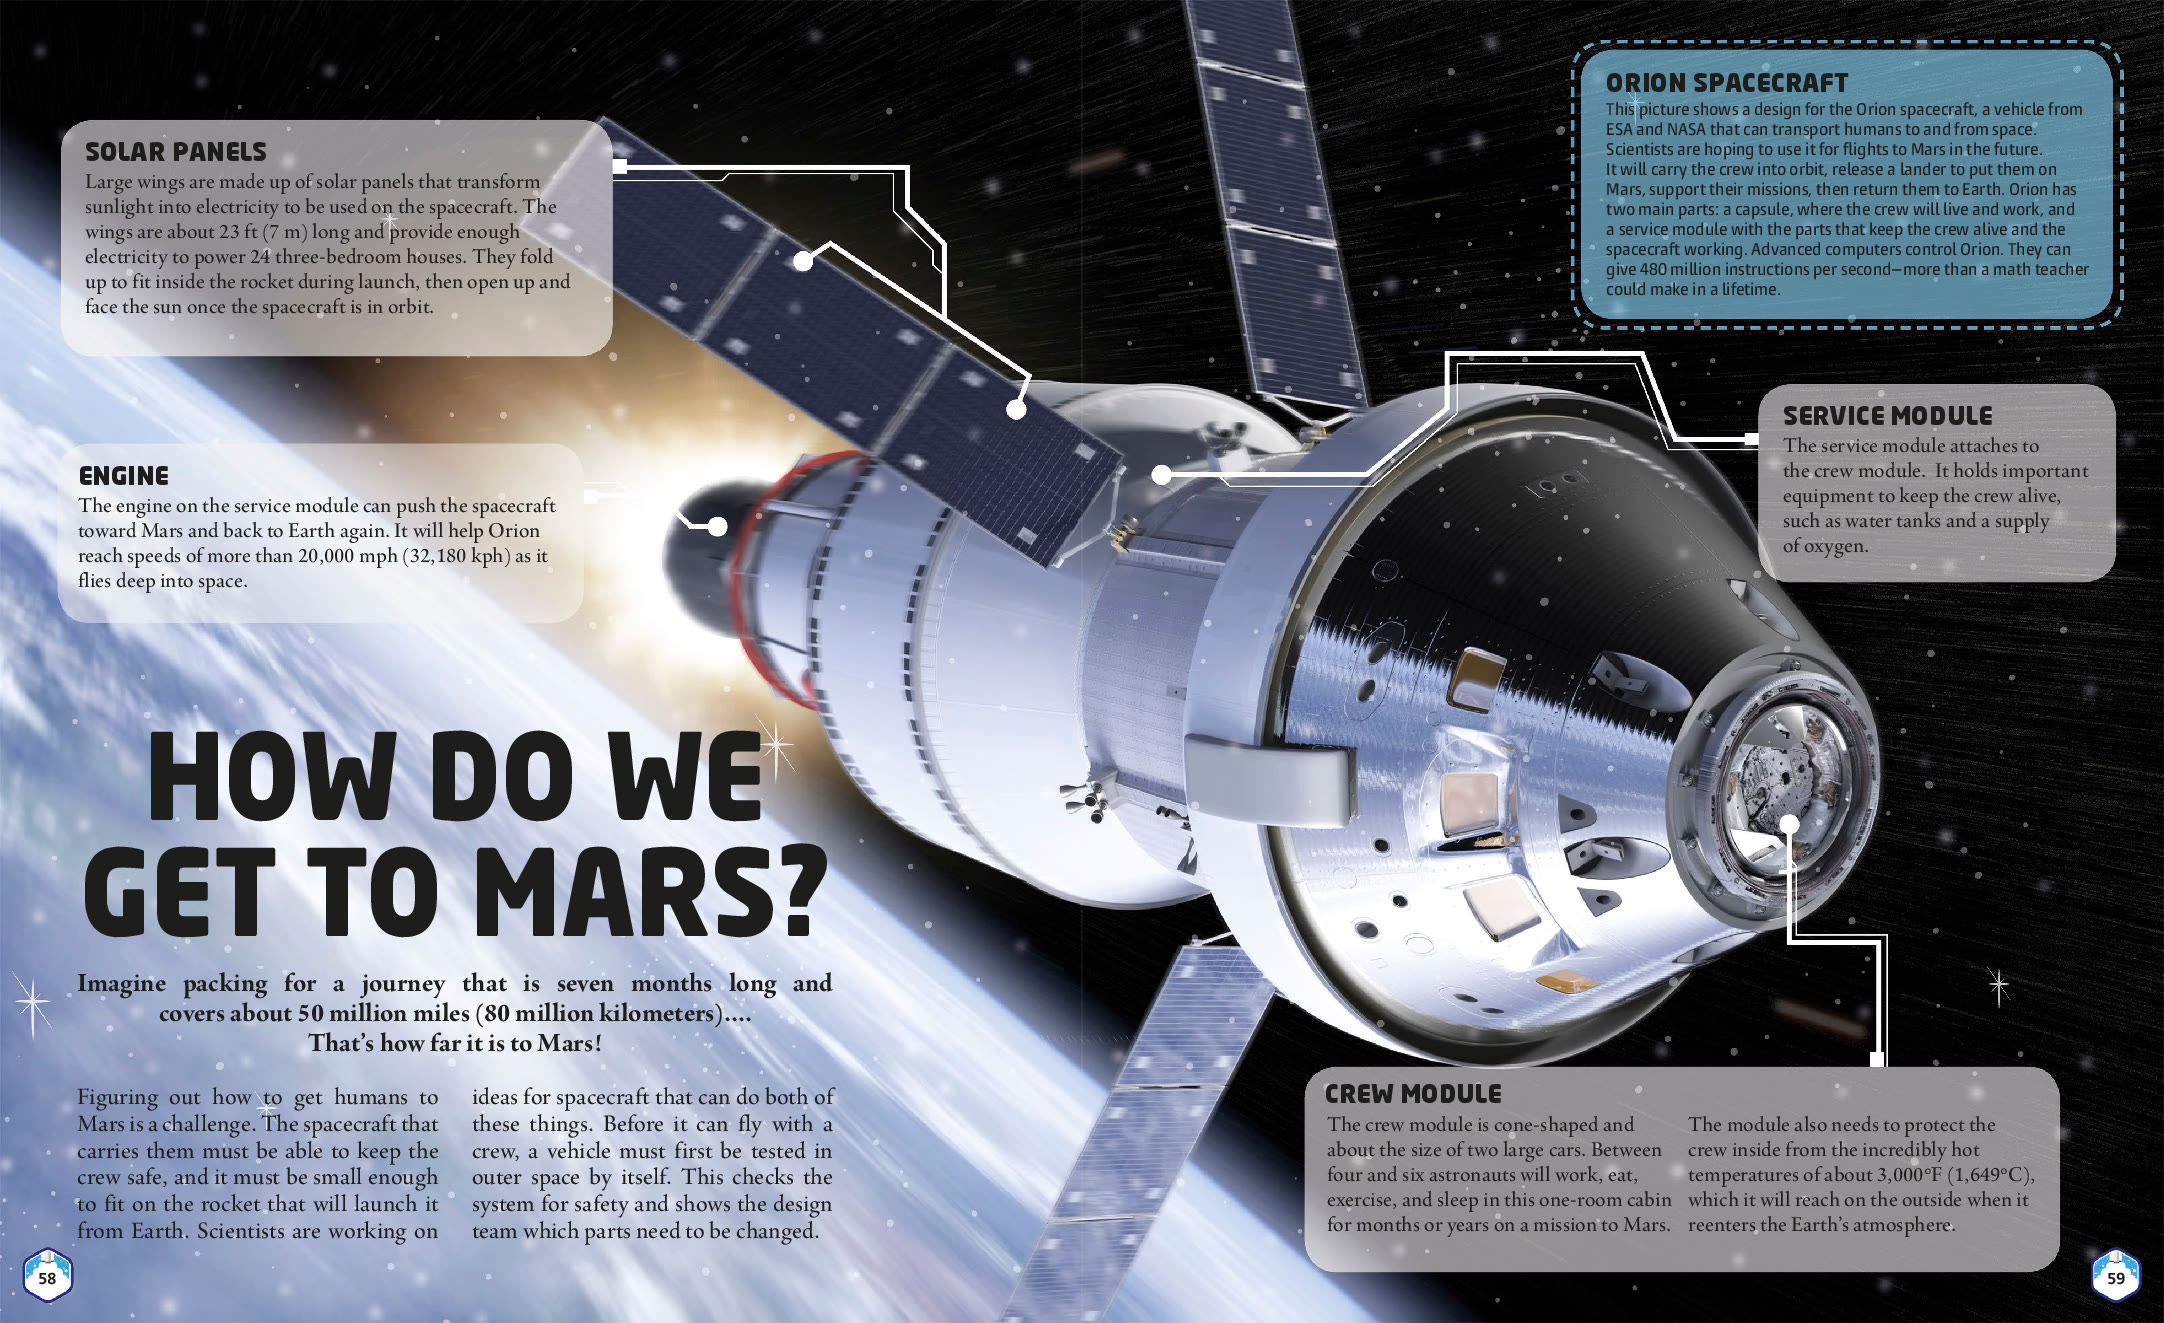 SOLAR PANELS
Large wings are made up of solar panels that transform
sunlight into electricity to be used on the spacecraft. The
wings are about 23 ft (7 m) long and provide enough
electricity to power 24 three-bedroom houses. They fold
up to fit inside the rocket during launch, then open up and
face the sun once the spacecraft is in orbit.
ENGINE
The engine on the service module can push the spacecraft
toward Mars and back to Earth again. It will help Orion
reach speeds of more than 20,000 mph (32,180 kph) as it
flies deep into space.
HOW DO WE
GET TO MARS?
Imagine packing for a journey that is seven months long and
covers about 50 million miles (80 million kilometers)....
That's how far it is to Mars!
Figuring out how to get humans to
Mars is a challenge. The spacecraft that
carries them must be able to keep the
crew safe, and it must be small enough
to fit on the rocket that will launch it
from Earth. Scientists are working on
ideas for spacecraft that can do both of
these things. Before it can fly with a
crew, a vehicle must first be tested in
outer space by itself. This checks the
system for safety and shows the design
team which parts need to be changed.
58
ORION SPACECRAFT
This picture shows a design for the Orion spacecraft, a vehicle from
ESA and NASA that can transport humans to and from space.
Scientists are hoping to use it for flights to Mars in the future.
It will carry the crew into orbit, release a lander to put them on
Mars, support their missions, then return them to Earth. Orion has
two main parts: a capsule, where the crew will live and work, and
a service module with the parts that keep the crew alive and the
spacecraft working. Advanced computers control Orion. They can
give 480 million instructions per second—more than a math teacher
could make in a lifetime.
SERVICE MODULE
The service module attaches to
the crew module. It holds important
equipment to keep the crew alive,
such as water tanks and a supply
of oxygen.
CREW MODULE
The crew module is cone-shaped and
about the size of two large cars. Between
four and six astronauts will work, eat,
exercise, and sleep in this one-room cabin
for months or years on a mission to Mars.
The module also needs to protect the
crew inside from the incredibly hot
temperatures of about 3,000°F (1,649°C),
which it will reach on the outside when it
reenters the Earth's atmosphere.
59